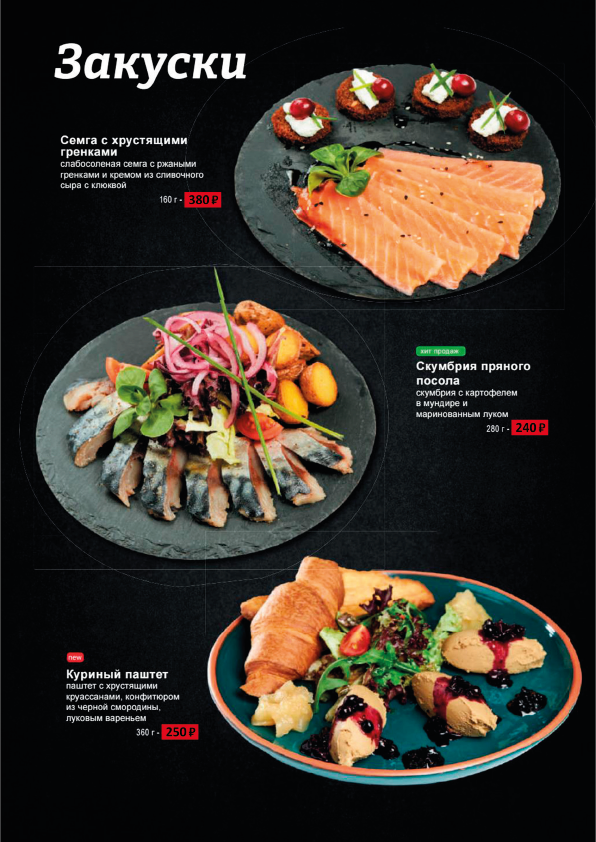 Закуски
Семга с хрустящими
гренками
слабосоленая семга с ржаными
гренками и кремом из сливочного
сыра с клюквой
160 г - 380 ₽
хит продаж
Скумбрия пряного
посола
скумбрия с картофелем
в мундире и
маринованным луком
280 г - 240 ₽
new
Куриный паштет
паштет с хрустящими
круассанами, конфитюром
из черной смородины,
луковым вареньем
360 г - 250 ₽